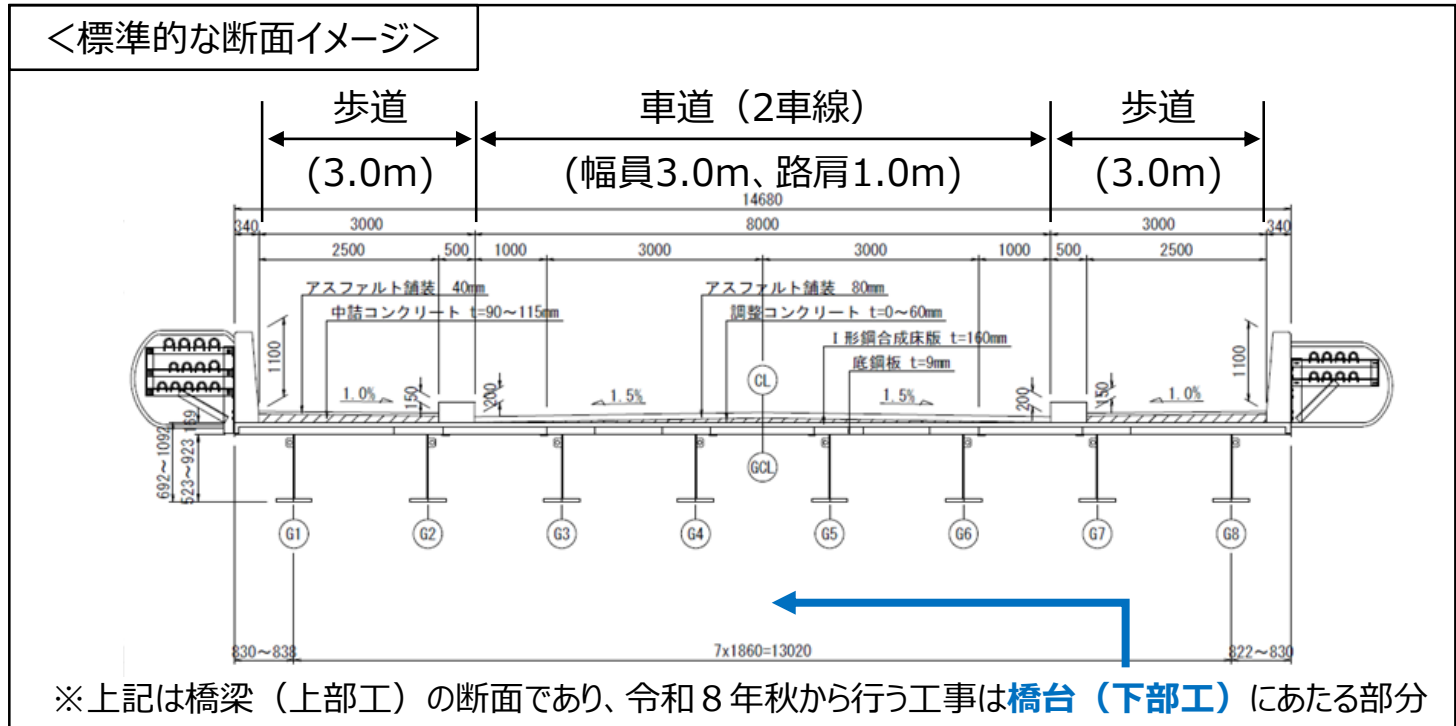 ＜標準的な断面イメージ＞
歩道 車道（2車線） 歩道
(3.0m) (幅員3.0m、路肩1.0m) (3.0m)
14680
340 3000 8000 3000 340
2500 500 1000 3000 3000 1000 500 2500
アスファルト舗装 40mm アスファルト舗装 80mm
中詰コンクリート t=90～115mm 調整コンクリート t=0～60mm
I形鋼合成床版 t=160mm
底鋼板 t=9mm
1100 1100
CL
1.0% 150 200 1.5% 1.5% 200 150 1.0%
159
GCL
692～1092 523～923
G1 G2 G3 G4 G5 G6 G7 G8
830～838 7x1860=13020 822～830
※上記は橋梁（上部工）の断面であり、令和８年秋から行う工事は橋台（下部工）にあたる部分